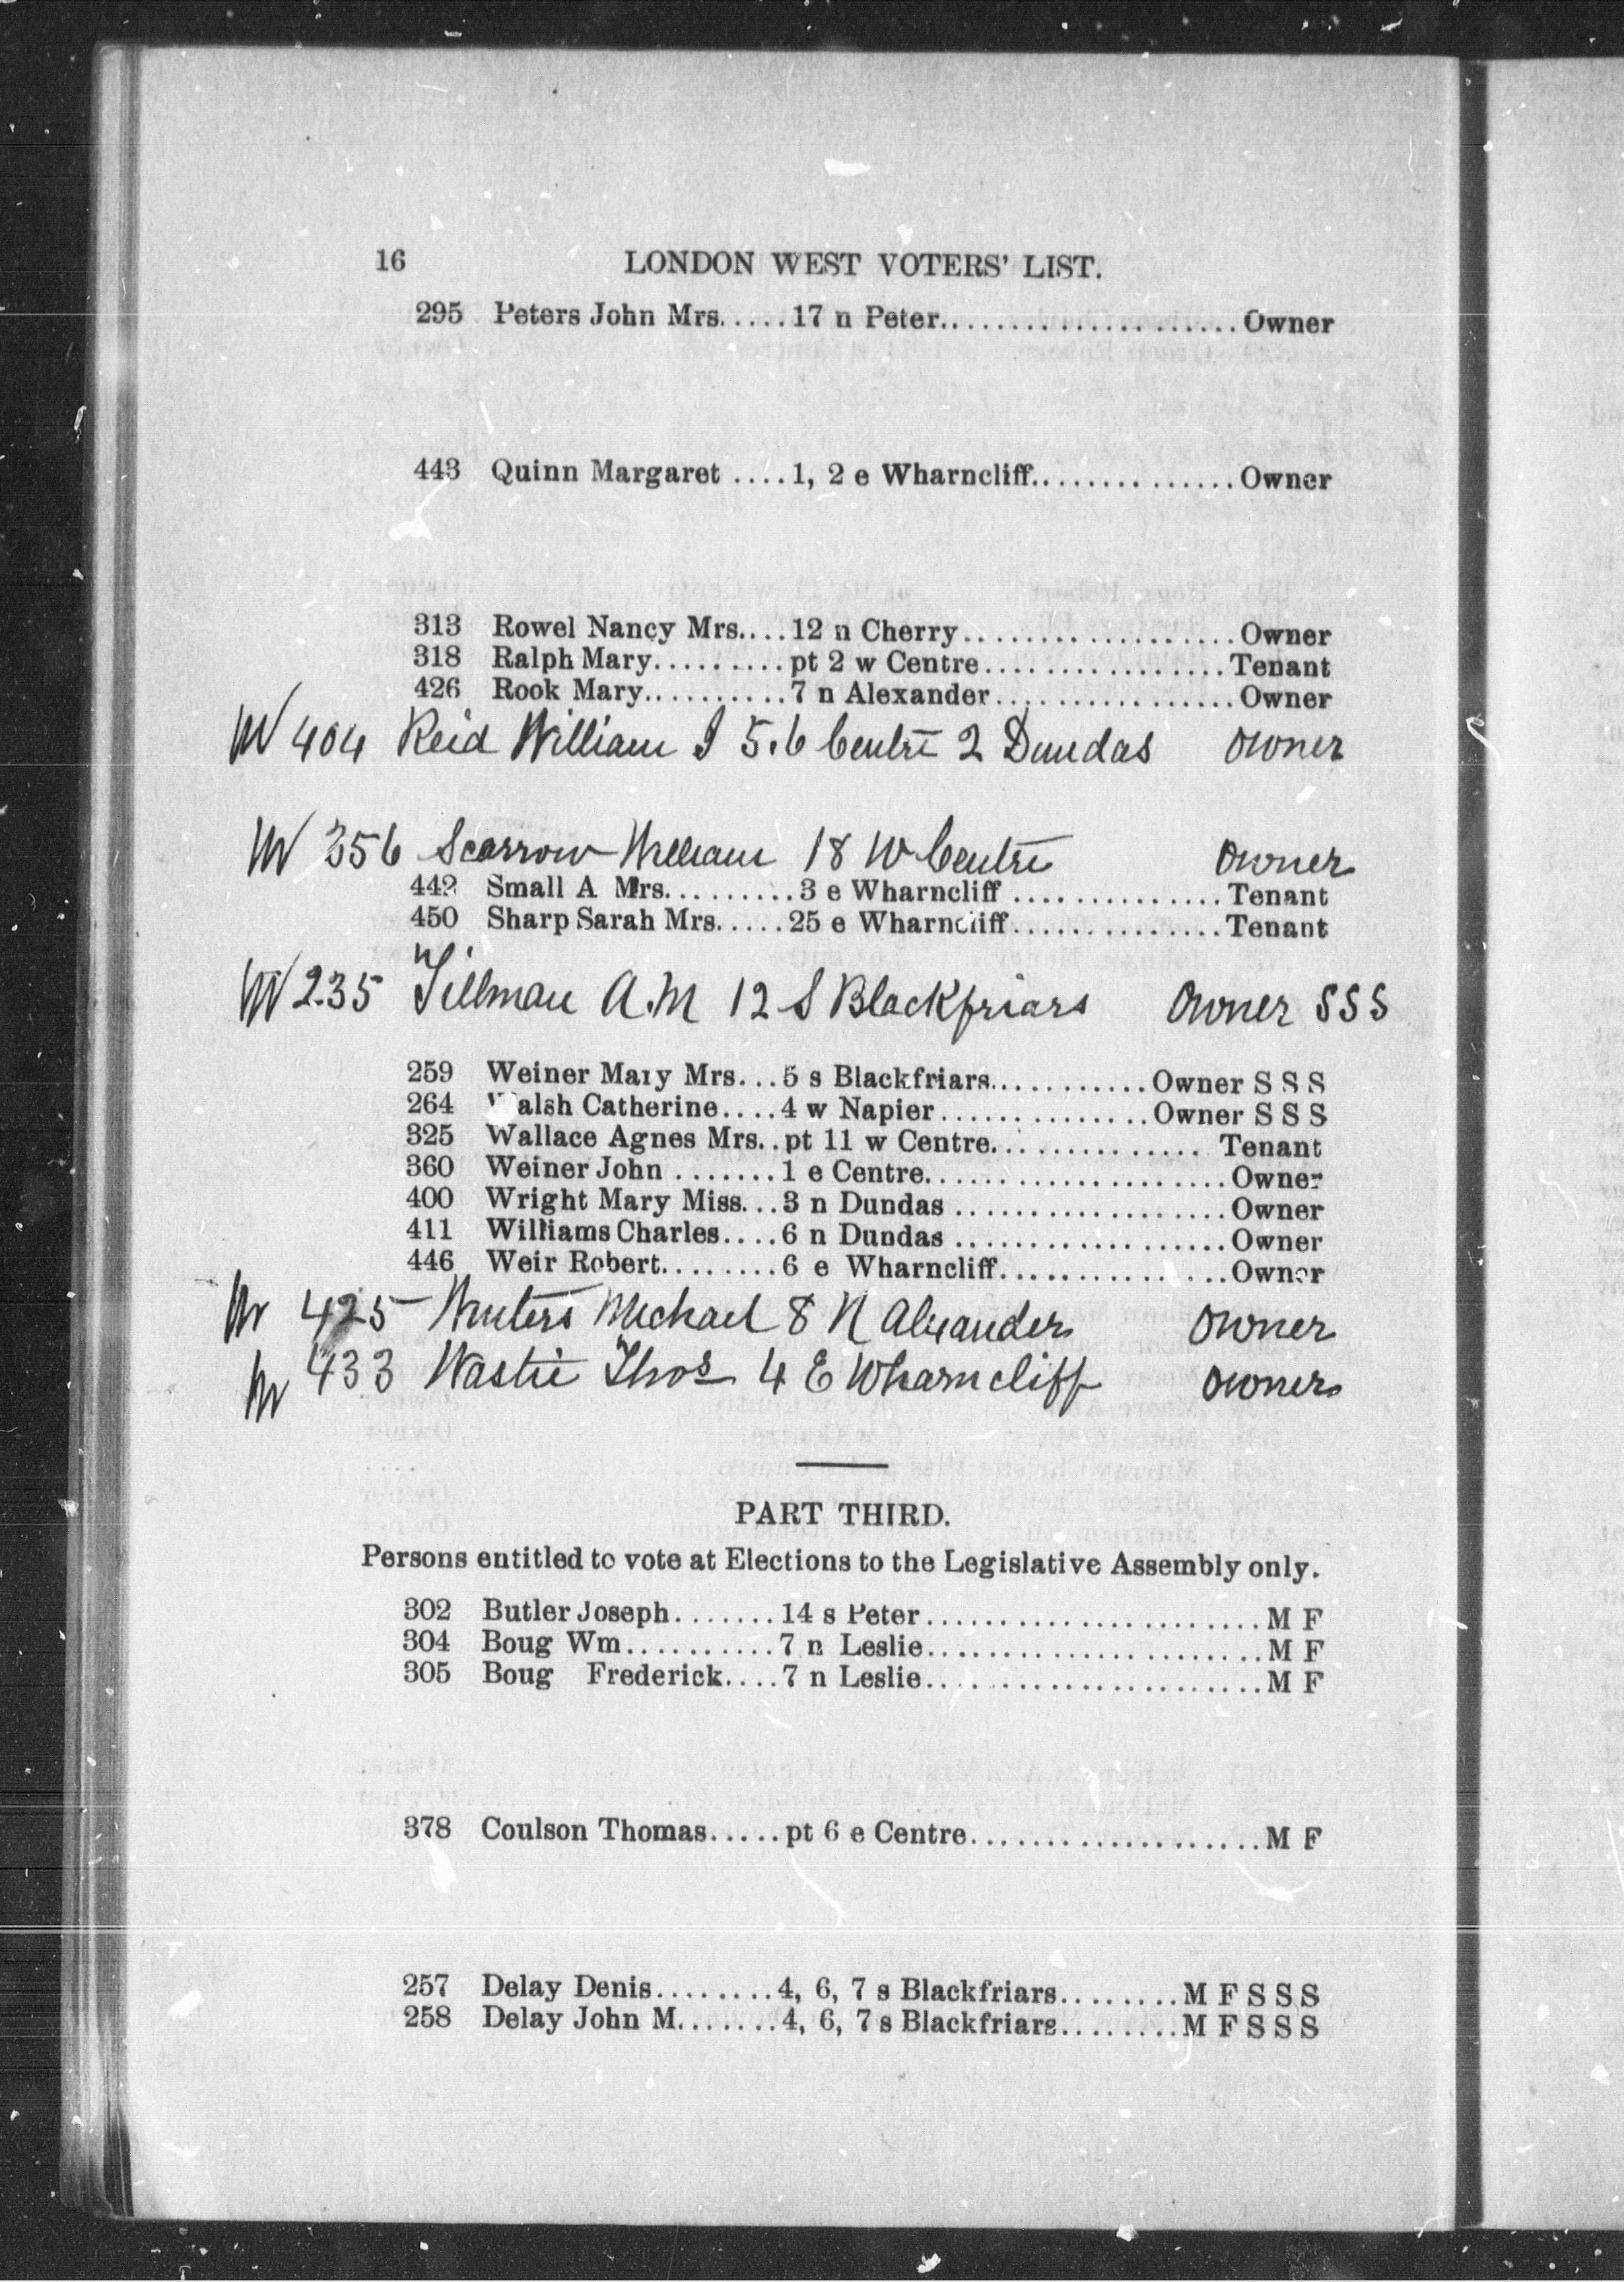 16 LONDON WEST VOTERS' LIST.
295 Peters John Mrs.....17 n Peter......................Owner
443 Quinn Margaret ....1, 2 e Wharncliff...............Owner
313 Rowel Nancy Mrs....12 n Cherry...................Owner
318 Ralph Mary..........pt 2 w Centre.................Tenant
426 Rook Mary...........7 n Alexander.................Owner
404 Reid William 5.6 Centre 2 Dundas Owner
356 Scarrow William 18 W Centre Owner
442 Small A Mrs..........3 e Wharncliff ...............Tenant
450 Sharp Sarah Mrs.....25 e Wharncliff...............Tenant
235 Tillman A.M 12 S Blackfriars Owner SSS
259 Weiner Mary Mrs...5 s Blackfriars...........Owner S S S
264 Walsh Catherine....4 w Napier...............Owner S S S
325 Wallace Agnes Mrs..pt 11 w Centre............... Tenant
360 Weiner John .......1 e Centre.....................Owner
400 Wright Mary Miss...3 n Dundas ...................Owner
411 Williams Charles....6 n Dundas ...................Owner
446 Weir Robert........6 e Wharncliff................Owner
425 Winters Michael 8 N Alexander Owner
433 Wastie Thos 4 E Wharncliff Owner
PART THIRD.
Persons entitled to vote at Elections to the Legislative Assembly only.
302 Butler Joseph.......14 s Peter.......................M F
304 Boug Wm..........7 n Leslie.......................M F
305 Boug Frederick....7 n Leslie.......................M F
378 Coulson Thomas.....pt 6 e Centre....................M F
257 Delay Denis........4, 6, 7 s Blackfriars........M F S S S
258 Delay John M.......4, 6, 7 s Blackfriars........M F S S S